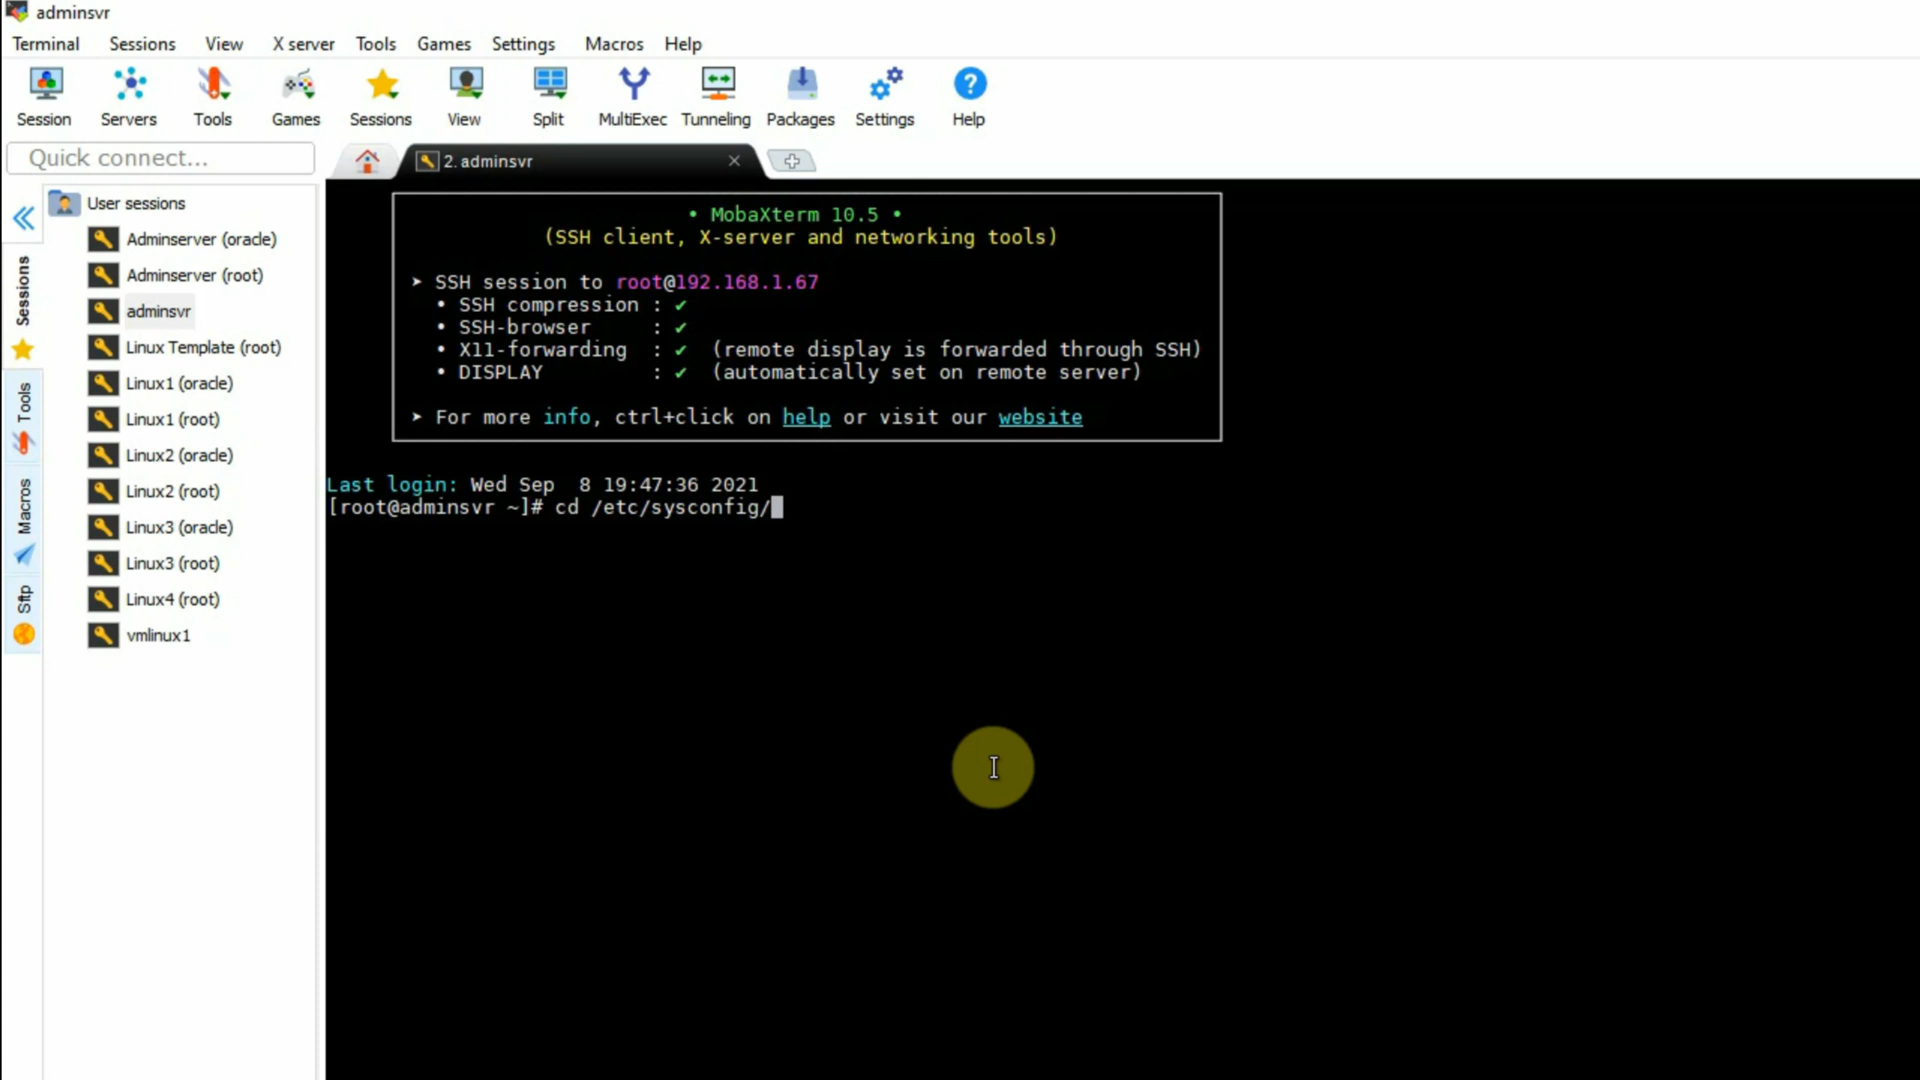 adminsvr
Terminal Sessions View X server Tools Games Settings Macros Help
Session Servers Tools Games Sessions View Split MultiExec Tunneling Packages Settings Help
Quick connect...
2. adminsvr
Sessions
Tools
Macros
Sftp
User sessions
Adminserver (oracle)
Adminserver (root)
adminsvr
Linux Template (root)
Linux1 (oracle)
Linux1 (root)
Linux2 (oracle)
Linux2 (root)
Linux3 (oracle)
Linux3 (root)
Linux4 (root)
vmlinux1
• MobaXterm 10.5 •
(SSH client, X-server and networking tools)
➤ SSH session to root@192.168.1.67
• SSH compression : ✔
• SSH-browser : ✔
• X11-forwarding : ✔ (remote display is forwarded through SSH)
• DISPLAY : ✔ (automatically set on remote server)
➤ For more info, ctrl+click on help or visit our website
Last login: Wed Sep 8 19:47:36 2021
[root@adminsvr ~]# cd /etc/sysconfig/